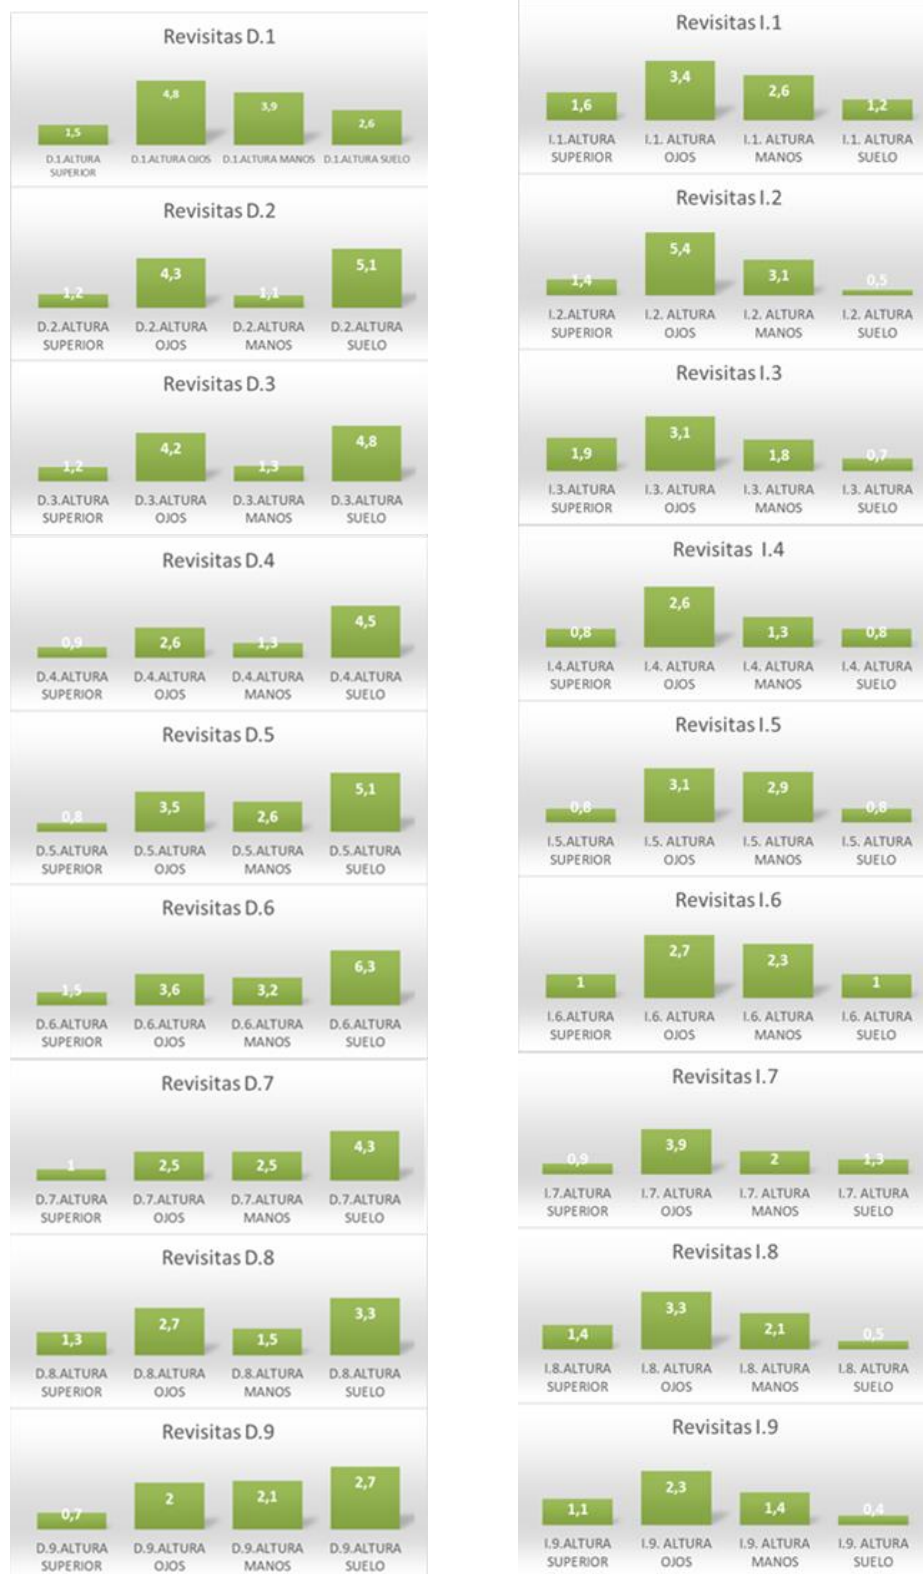 Revisitas D.1
1,5 4,8 3,9 2,6
D.1.ALTURA D.1.ALTURA OJOS D.1.ALTURA MANOS D.1.ALTURA SUELO
SUPERIOR
Revisitas D.2
1,2 4,3 1,1 5,1
D.2.ALTURA D.2.ALTURA D.2.ALTURA D.2.ALTURA
SUPERIOR OJOS MANOS SUELO
Revisitas D.3
1,2 4,2 1,3 4,8
D.3.ALTURA D.3.ALTURA D.3.ALTURA D.3.ALTURA
SUPERIOR OJOS MANOS SUELO
Revisitas D.4
0,9 2,6 1,3 4,5
D.4.ALTURA D.4.ALTURA D.4.ALTURA D.4.ALTURA
SUPERIOR OJOS MANOS SUELO
Revisitas D.5
0,8 3,5 2,6 5,1
D.5.ALTURA D.5.ALTURA D.5.ALTURA D.5.ALTURA
SUPERIOR OJOS MANOS SUELO
Revisitas D.6
1,5 3,6 3,2 6,3
D.6.ALTURA D.6.ALTURA D.6.ALTURA D.6.ALTURA
SUPERIOR OJOS MANOS SUELO
Revisitas D.7
1 2,5 2,5 4,3
D.7.ALTURA D.7.ALTURA D.7.ALTURA D.7.ALTURA
SUPERIOR OJOS MANOS SUELO
Revisitas D.8
1,3 2,7 1,5 3,3
D.8.ALTURA D.8.ALTURA D.8.ALTURA D.8.ALTURA
SUPERIOR OJOS MANOS SUELO
Revisitas D.9
0,7 2 2,1 2,7
D.9.ALTURA D.9.ALTURA D.9.ALTURA D.9.ALTURA
SUPERIOR OJOS MANOS SUELO
Revisitas I.1
1,6 3,4 2,6 1,2
I.1.ALTURA I.1. ALTURA I.1. ALTURA I.1. ALTURA
SUPERIOR OJOS MANOS SUELO
Revisitas I.2
1,4 5,4 3,1 0,5
I.2.ALTURA I.2. ALTURA I.2. ALTURA I.2. ALTURA
SUPERIOR OJOS MANOS SUELO
Revisitas I.3
1,9 3,1 1,8 0,7
I.3.ALTURA I.3. ALTURA I.3. ALTURA I.3. ALTURA
SUPERIOR OJOS MANOS SUELO
Revisitas I.4
0,8 2,6 1,3 0,8
I.4.ALTURA I.4. ALTURA I.4. ALTURA I.4. ALTURA
SUPERIOR OJOS MANOS SUELO
Revisitas I.5
0,8 3,1 2,9 0,8
I.5.ALTURA I.5. ALTURA I.5. ALTURA I.5. ALTURA
SUPERIOR OJOS MANOS SUELO
Revisitas I.6
1 2,7 2,3 1
I.6.ALTURA I.6. ALTURA I.6. ALTURA I.6. ALTURA
SUPERIOR OJOS MANOS SUELO
Revisitas I.7
0,9 3,9 2 1,3
I.7.ALTURA I.7. ALTURA I.7. ALTURA I.7. ALTURA
SUPERIOR OJOS MANOS SUELO
Revisitas I.8
1,4 3,3 2,1 0,5
I.8.ALTURA I.8. ALTURA I.8. ALTURA I.8. ALTURA
SUPERIOR OJOS MANOS SUELO
Revisitas I.9
1,1 2,3 1,4 0,4
I.9.ALTURA I.9. ALTURA I.9. ALTURA I.9. ALTURA
SUPERIOR OJOS MANOS SUELO